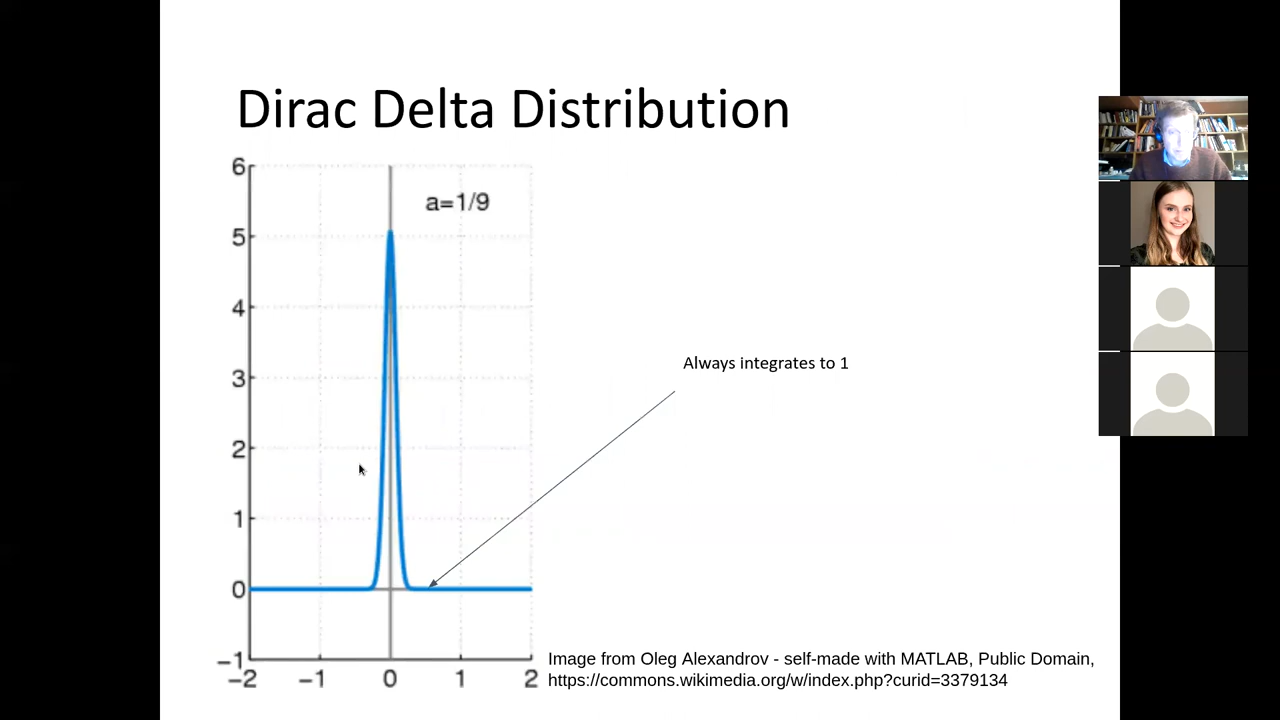 Dirac Delta Distribution
6
a=1/9
5
4
3
Always integrates to 1
2
1
0
−1
−2 −1 0 1 2
Image from Oleg Alexandrov - self-made with MATLAB, Public Domain,
https://commons.wikimedia.org/w/index.php?curid=3379134